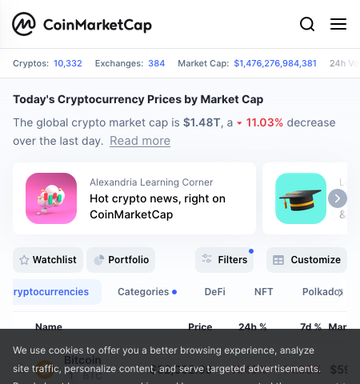 CoinMarketCap
Cryptos: 10,332 Exchanges: 384 Market Cap: $1,476,276,984,381 24h
Today's Cryptocurrency Prices by Market Cap
The global crypto market cap is $1.48T, a 11.03% decrease
over the last day. Read more
Alexandria Learning Corner
Hot crypto news, right on
CoinMarketCap
Watchlist Portfolio Filters Customize
ryptocurrencies Categories DeFi NFT Polkado
Name Price 24h % 7d % Mar
Bitcoin
We use cookies to offer you a better browsing experience, analyze
site traffic, personalize content, and serve targeted advertisements.